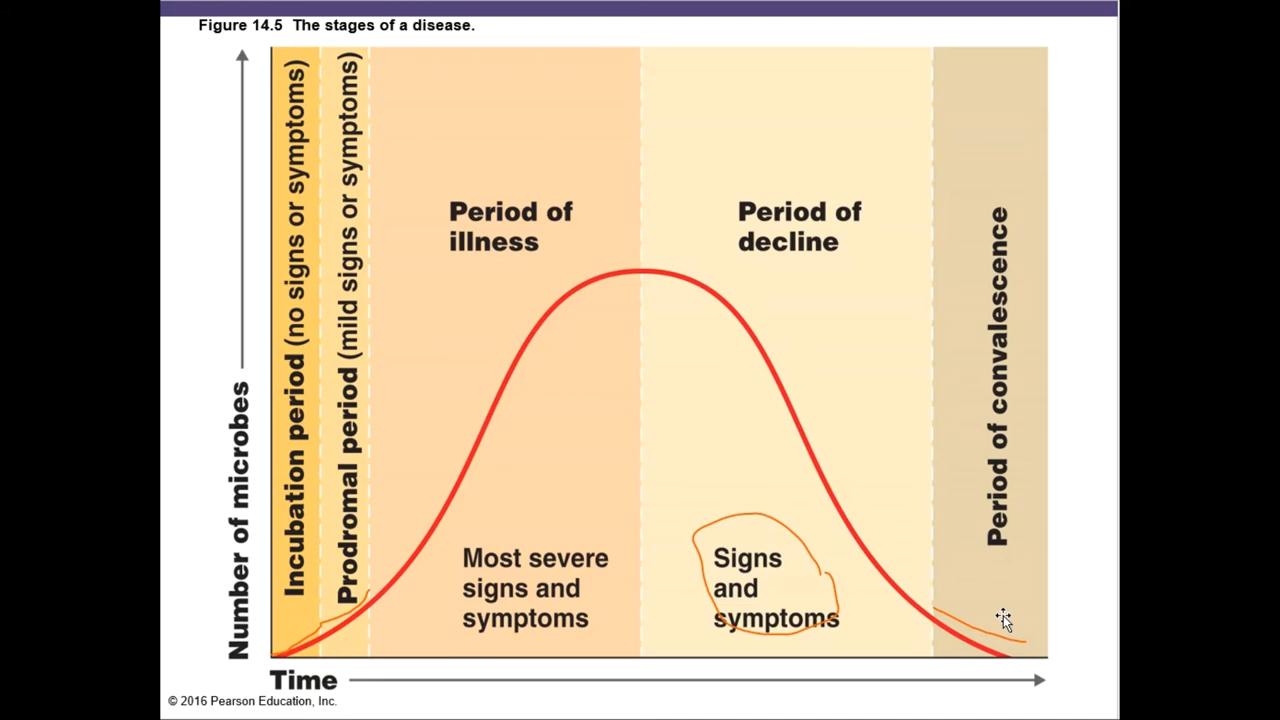 Figure 14.5 The stages of a disease.
Number of microbes
Incubation period (no signs or symptoms)
Prodromal period (mild signs or symptoms)
Period of
illness
Most severe
signs and
symptoms
Period of
decline
Signs
and
symptoms
Period of convalescence
Time
© 2016 Pearson Education, Inc.